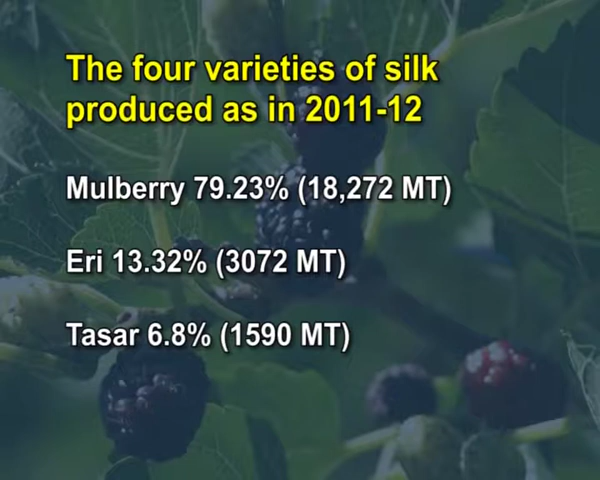 The four varieties of silk
produced as in 2011-12
Mulberry 79.23% (18,272 MT)
Eri 13.32% (3072 MT)
Tasar 6.8% (1590 MT)